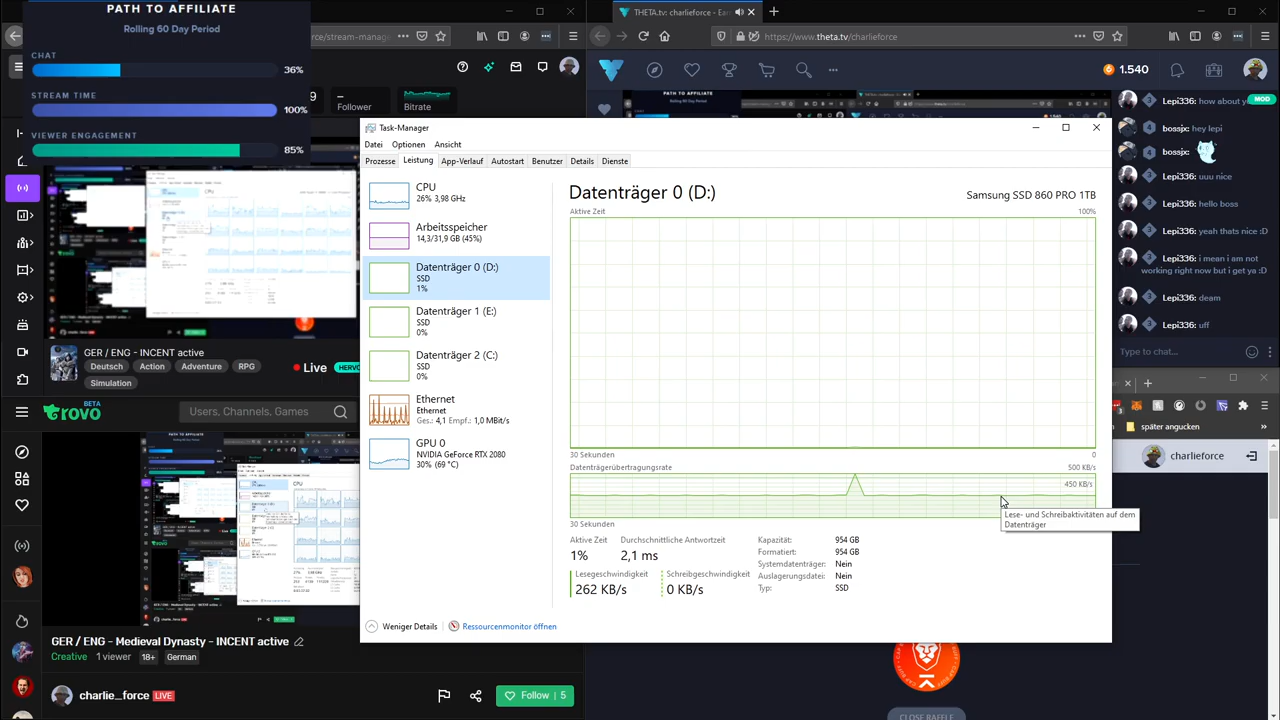 PATH TO AFFILIATE
Rolling 60 Day Period
CHAT
36%
STREAM TIME
100%
VIEWER ENGAGEMENT
85%
e/stream-manag
9
Follower
Bitrate
GER / ENG - INCENT active
Deutsch Action Adventure RPG
Simulation
Live
BETA
trovo
Users, Channels, Games
GER / ENG - Medieval Dynasty - INCENT active
Creative 1 viewer 18+ German
charlie_force LIVE
Follow | 5
THETA.tv: charlieforce - Ear
https://www.theta.tv/charlieforce
1.540
Lepi336: how about y
MOD
bossjx: hey lepi
bossjx:
Lepi336: uuu nice
Lepi336: hello boss
Lepi336: yeah thats nice :D
Lepi336: i mean i am not
working right now but i get ya :D
Lepi336: deam
Lepi336: uff
Type to chat...
später angucken
charlieforce
CLOSE RAFFLE
Task-Manager
Datei Optionen Ansicht
Prozesse Leistung App-Verlauf Autostart Benutzer Details Dienste
CPU
26% 3,98 GHz
Arbeitsspeicher
14,3/31,9 GB (45%)
Datenträger 0 (D:)
SSD
1%
Datenträger 1 (E:)
SSD
0%
Datenträger 2 (C:)
SSD
0%
Ethernet
Ethernet
Ges.: 4,1 Empf.: 1,0 MBit/s
GPU 0
NVIDIA GeForce RTX 2080
30% (69 °C)
Datenträger 0 (D:)
Samsung SSD 860 PRO 1TB
Aktive Zeit
100%
30 Sekunden
0
Datenträgerübertragungsrate
500 KB/s
450 KB/s
30 Sekunden
Lese- und Schreibaktivitäten auf dem
Datenträger
Aktive Zeit
1%
Durchschnittliche Antwortzeit
2,1 ms
Lesegeschwindigkeit
262 KB/s
Schreibgeschw
0 KB/s
Kapazität: 954 GB
Formatiert: 954 GB
Systemdatenträger: Nein
Auslagerungsdatei: Nein
Typ: SSD
Weniger Details
Ressourcenmonitor öffnen